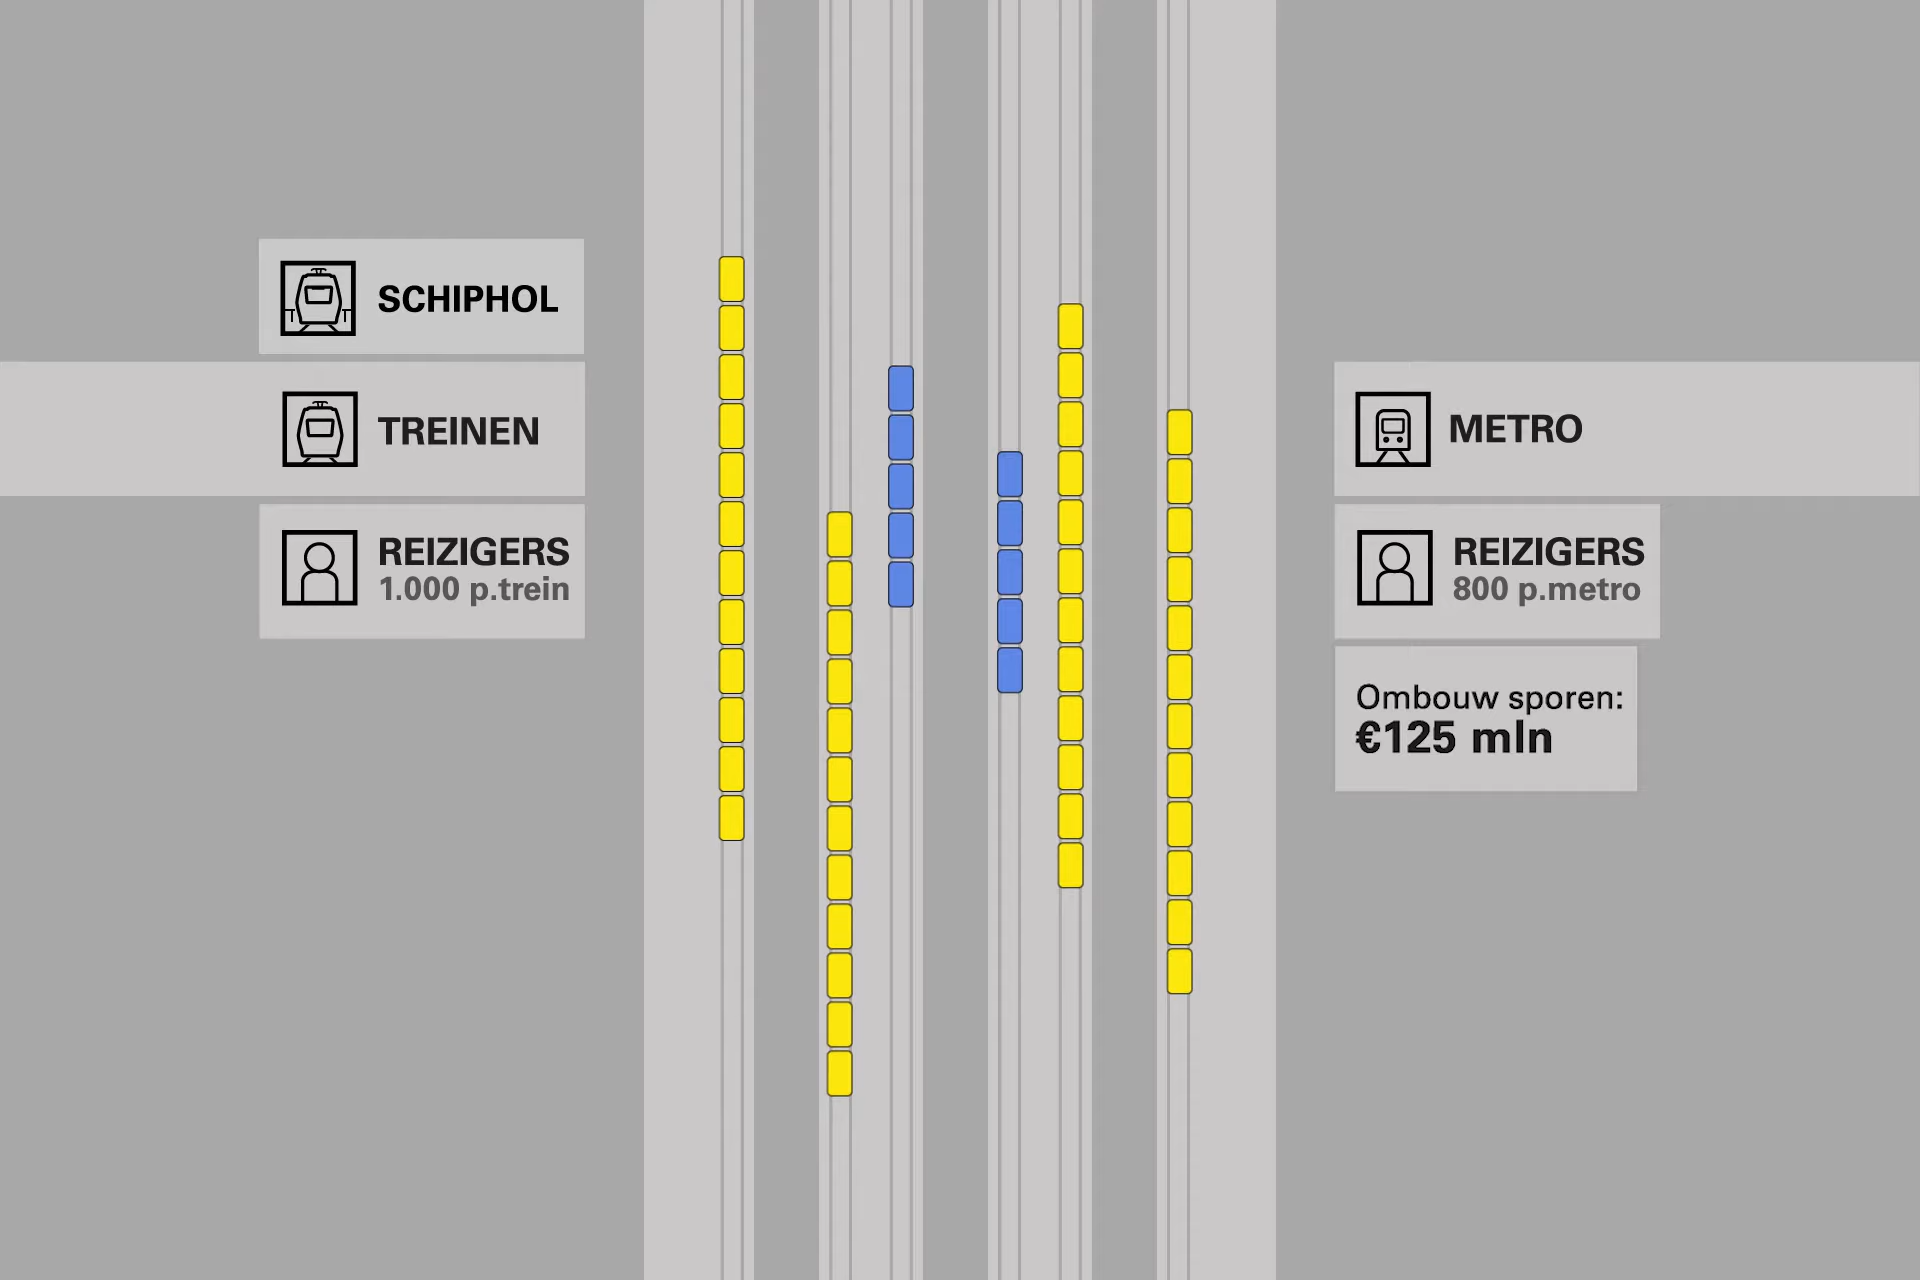 SCHIPHOL
TREINEN
REIZIGERS
1.000 p.trein
METRO
REIZIGERS
800 p.metro
Ombouw sporen:
€125 mln